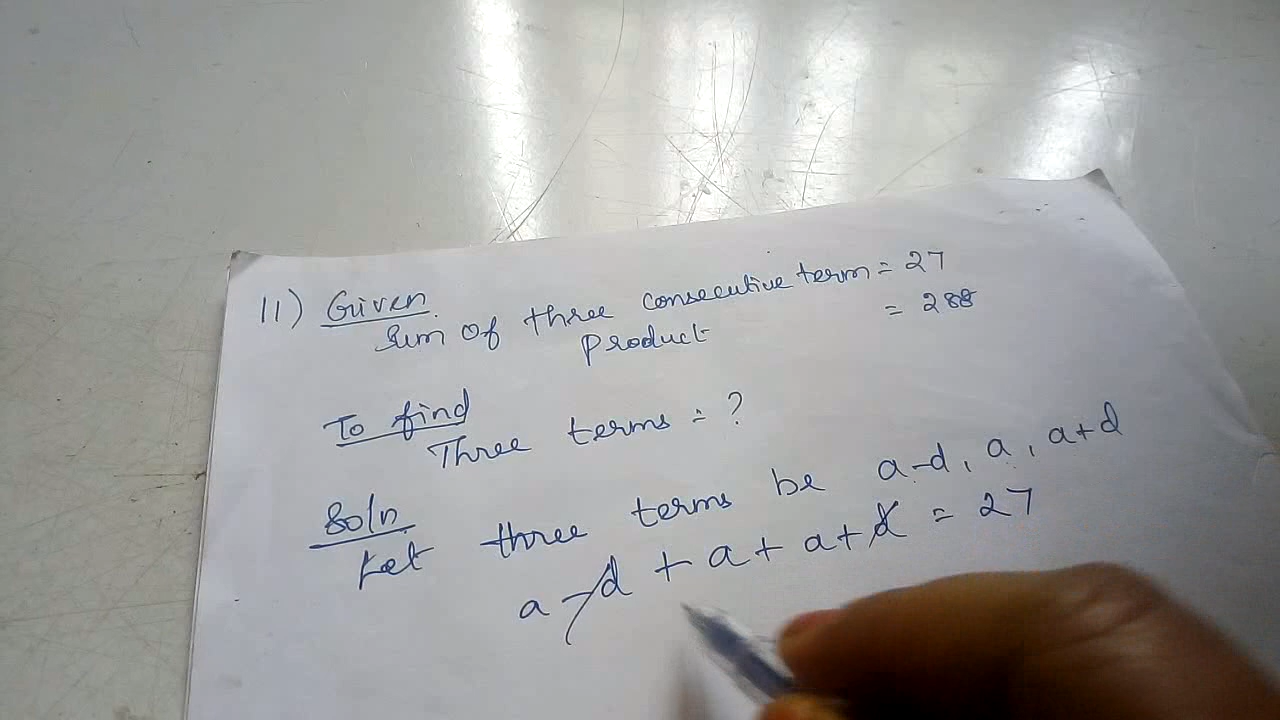 11) Given
Sum of three consecutive term = 27
product = 288
To find
Three terms = ?
Soln
Let three terms be a-d, a, a+d
a - d + a + a + d = 27